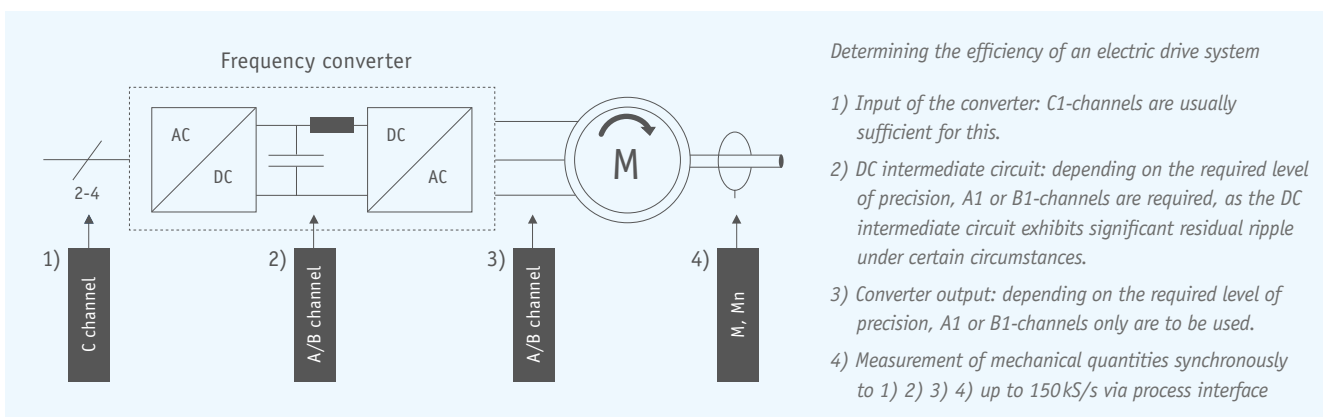 Frequency converter
AC
DC
DC
AC
M
2-4
1)
C channel
2)
A/B channel
3)
A/B channel
4)
M, Mn
Determining the efficiency of an electric drive system
1) Input of the converter: C1-channels are usually
sufficient for this.
2) DC intermediate circuit: depending on the required level
of precision, A1 or B1-channels are required, as the DC
intermediate circuit exhibits significant residual ripple
under certain circumstances.
3) Converter output: depending on the required level of
precision, A1 or B1-channels only are to be used.
4) Measurement of mechanical quantities synchronously
to 1) 2) 3) 4) up to 150 kS/s via process interface